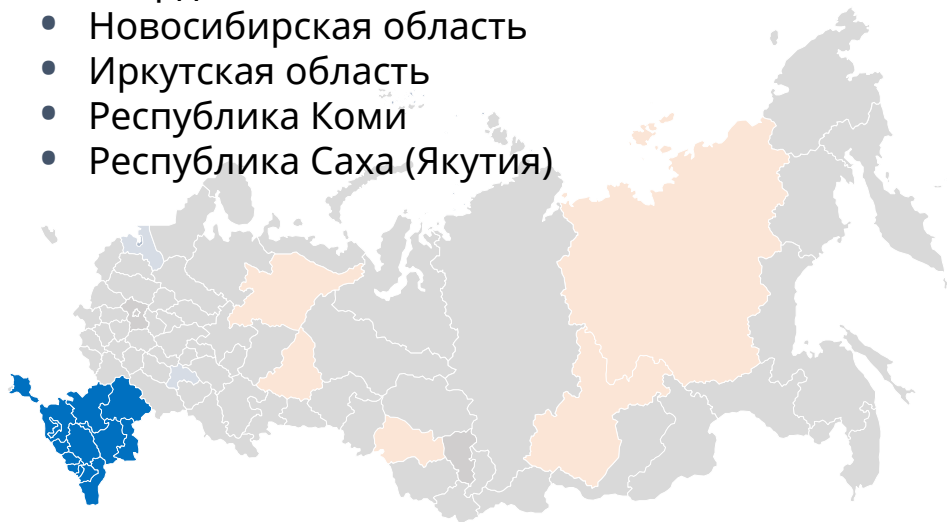 • Новосибирская область
• Иркутская область
• Республика Коми
• Республика Саха (Якутия)